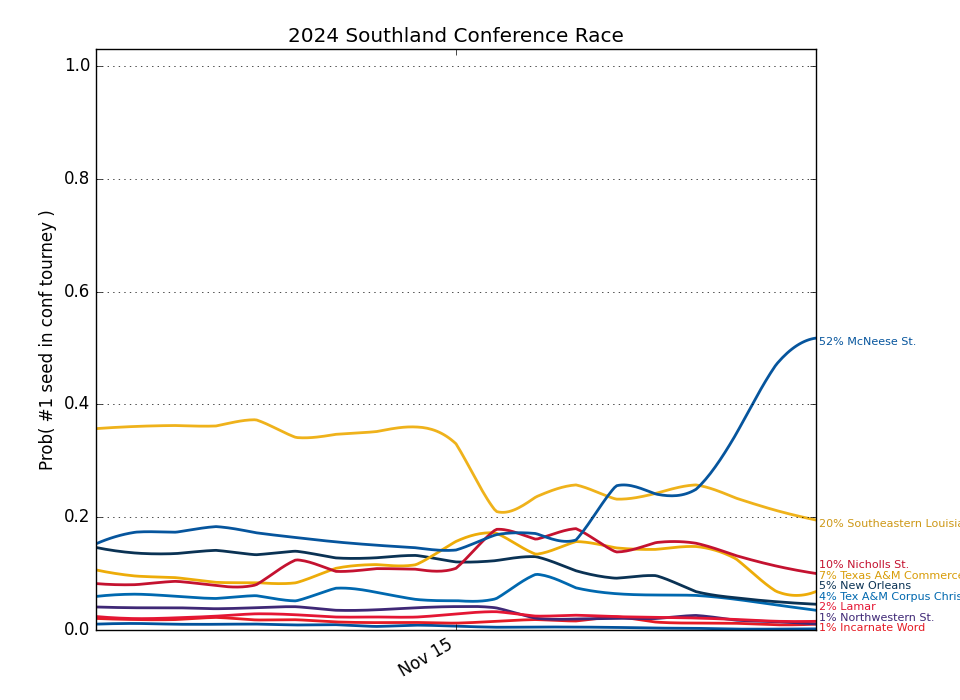 2024 Southland Conference Race
Prob( #1 seed in conf tourney )
1.0
0.8
0.6
0.4
0.2
0.0
Nov 15
52% McNeese St.
20% Southeastern Louisia
10% Nicholls St.
7% Texas A&M Commerce
5% New Orleans
4% Tex A&M Corpus Chris
2% Lamar
1% Northwestern St.
1% Incarnate Word